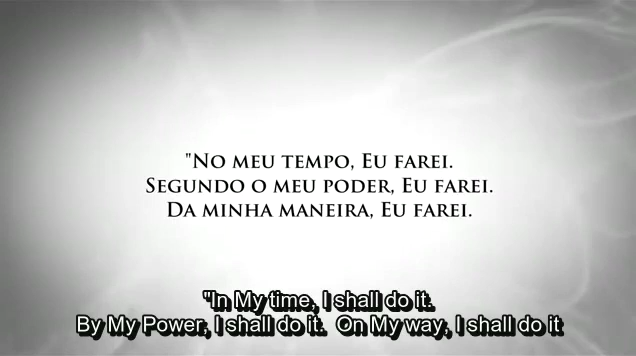 "No meu tempo, Eu farei.
Segundo o meu poder, Eu farei.
Da minha maneira, Eu farei.
"In My time, I shall do it.
By My Power, I shall do it.  On My way, I shall do it